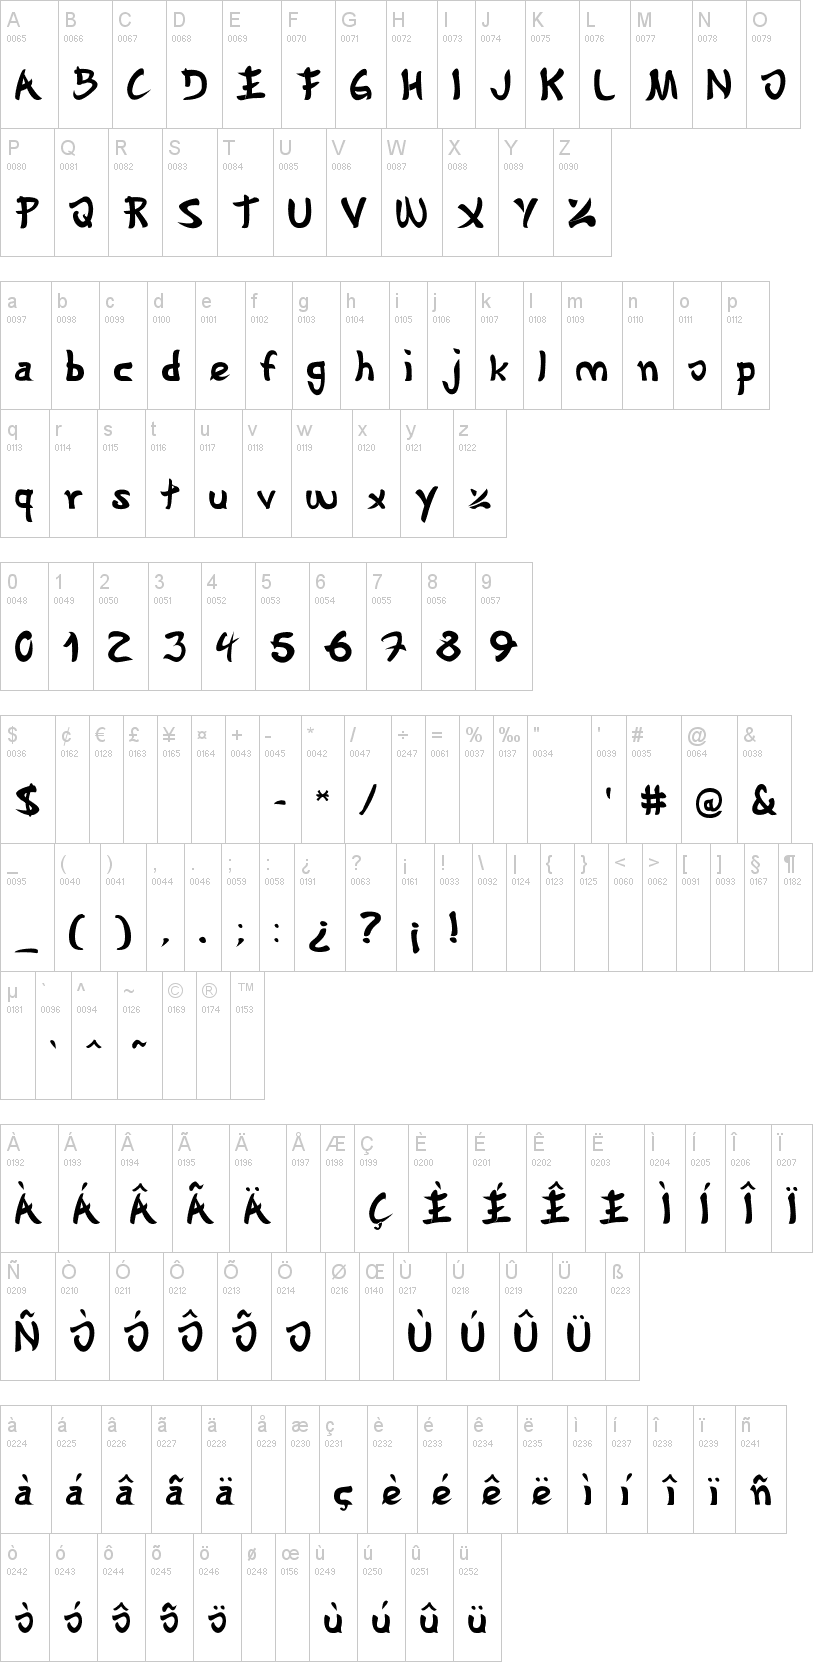 A B C D E F G H I J K L M N O
0065 0066 0067 0068 0069 0070 0071 0072 0073 0074 0075 0076 0077 0078 0079
A B C D E F G H I J K L M N O
P Q R S T U V W X Y Z
0080 0081 0082 0083 0084 0085 0086 0087 0088 0089 0090
P Q R S T U V W X Y Z
a b c d e f g h i j k l m n o p
0097 0098 0099 0100 0101 0102 0103 0104 0105 0106 0107 0108 0109 0110 0111 0112
a b c d e f g h i j k l m n o p
q r s t u v w x y z
0113 0114 0115 0116 0117 0118 0119 0120 0121 0122
q r s t u v w x y z
0 1 2 3 4 5 6 7 8 9
0048 0049 0050 0051 0052 0053 0054 0055 0056 0057
0 1 2 3 4 5 6 7 8 9
$ ¢ € £ ¥ ¤ + - * / ÷ = % ‰ " ' # @ &
0036 0162 0128 0163 0165 0164 0043 0045 0042 0047 0247 0061 0037 0137 0034 0039 0035 0064 0038
$ - * / ' # @ &
_ ( ) , . ; : ¿ ? ¡ ! \ | { } < > [ ] § ¶
0095 0040 0041 0044 0046 0059 0058 0191 0063 0161 0033 0092 0124 0123 0125 0060 0062 0091 0093 0167 0182
_ ( ) , . ; : ¿ ? ¡ !
µ ` ^ ~ © ® ™
0181 0096 0094 0126 0169 0174 0153
` ^ ~
À Á Â Ã Ä Å Æ Ç È É Ê Ë Ì Í Î Ï
0192 0193 0194 0195 0196 0197 0198 0199 0200 0201 0202 0203 0204 0205 0206 0207
À Á Â Ã Ä Ç È É Ê E Ì Í Î Ï
Ñ Ò Ó Ô Õ Ö Ø Œ Ù Ú Û Ü ß
0209 0210 0211 0212 0213 0214 0216 0140 0217 0218 0219 0220 0223
Ñ Ò Ó Ô Õ O Ù Ú Û Ü
à á â ã ä å æ ç è é ê ë ì í î ï ñ
0224 0225 0226 0227 0228 0229 0230 0231 0232 0233 0234 0235 0236 0237 0238 0239 0241
à á â ã ä ç è é ê ë ì í î ï ñ
ò ó ô õ ö ø œ ù ú û ü
0242 0243 0244 0245 0246 0248 0156 0249 0250 0251 0252
ò ó ô õ ö ù ú û ü